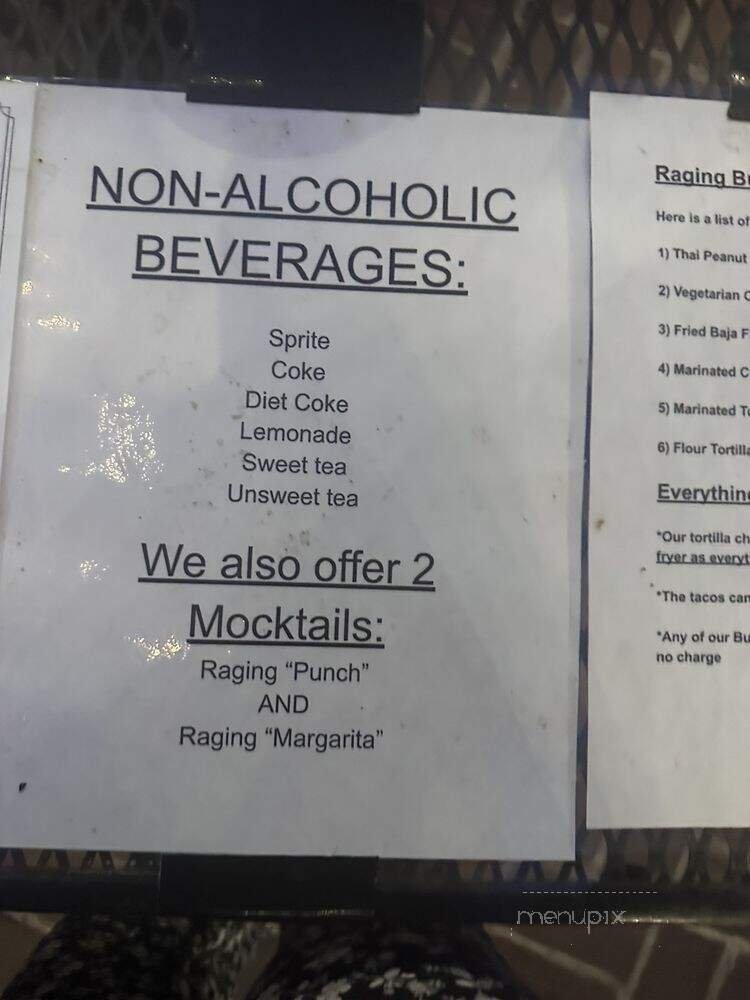 NON-ALCOHOLIC
BEVERAGES:
Sprite
Coke
Diet Coke
Lemonade
Sweet tea
Unsweet tea
We also offer 2
Mocktails:
Raging “Punch”
AND
Raging “Margarita”
Raging
Here is a list of
1) Thai Peanut
2) Vegetarian
3) Fried Baja
4) Marinated
5) Marinated
6) Flour
Our
fryer as
*The tacos can
*Any of our
no charge
menupix